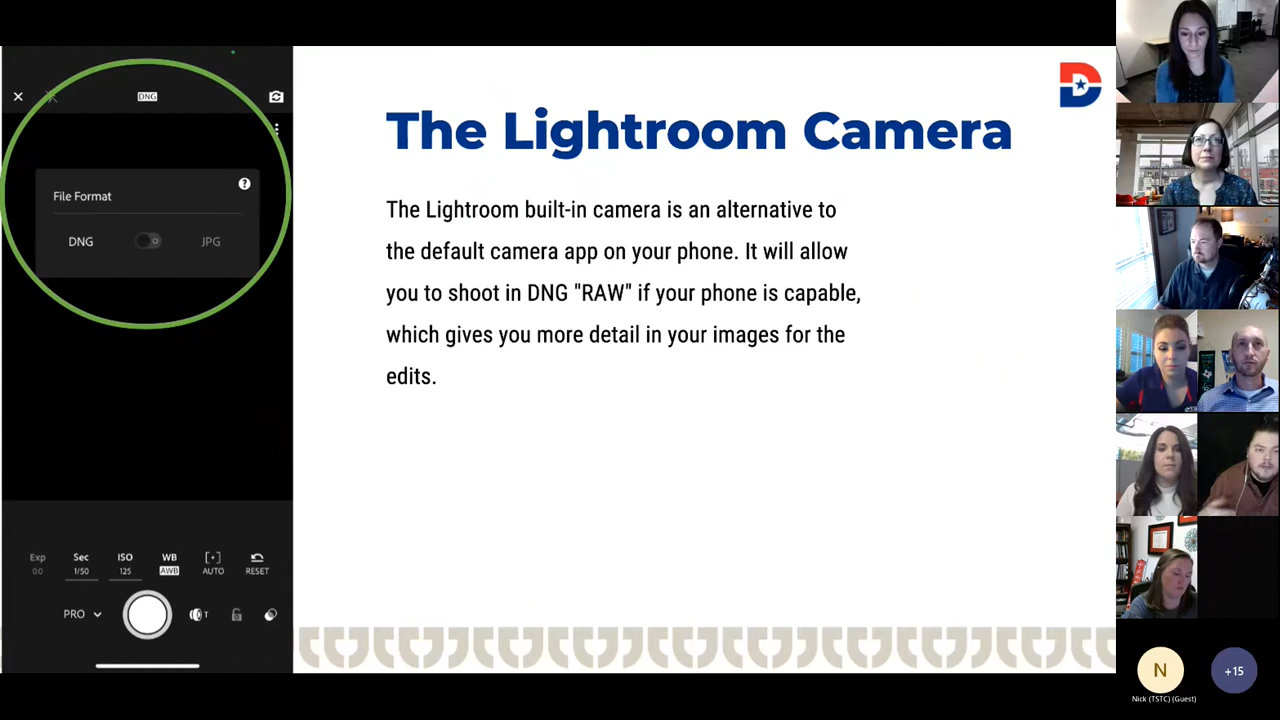 DNG
File Format
DNG
JPG
Exp
0.0
Sec
1/50
ISO
125
WB
AWB
AUTO
RESET
PRO
T
The Lightroom Camera
The Lightroom built-in camera is an alternative to
the default camera app on your phone. It will allow
you to shoot in DNG "RAW" if your phone is capable,
which gives you more detail in your images for the
edits.
D
N
Nick (TSTC) (Guest)
+15